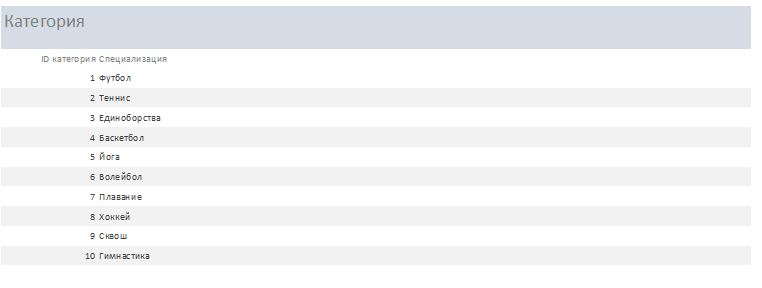 Категория
ID категория Специализация
1 Футбол
2 Теннис
3 Единоборства
4 Баскетбол
5 Йога
6 Волейбол
7 Плавание
8 Хоккей
9 Сквош
10 Гимнастика